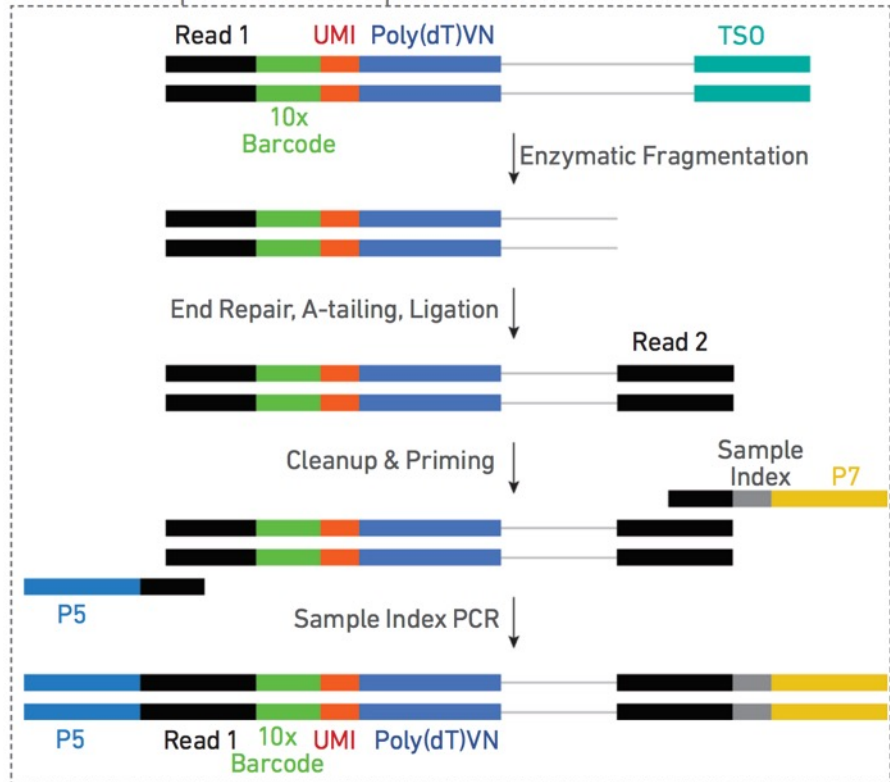 Read 1 UMI Poly(dT)VN TSO
10x
Barcode
Enzymatic Fragmentation
End Repair, A-tailing, Ligation
Read 2
Cleanup & Priming
Sample
Index P7
P5
Sample Index PCR
P5 Read 1 10x UMI Poly(dT)VN
Barcode